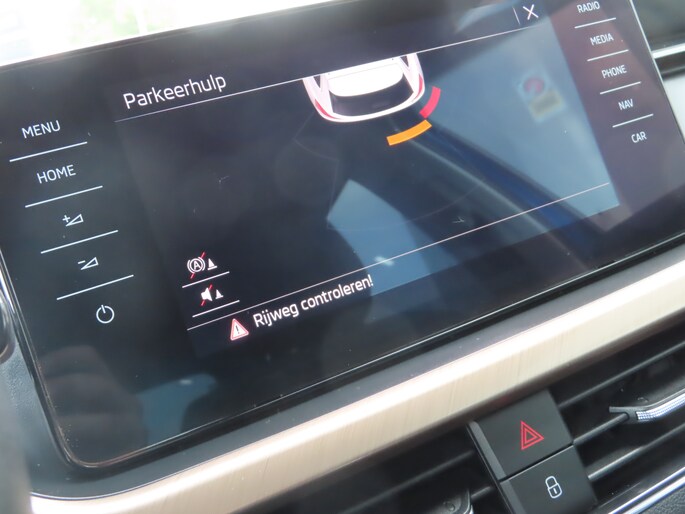 Parkeerhulp
X
MENU
HOME
RADIO
MEDIA
PHONE
NAV
CAR
(A)
Rijweg controleren!